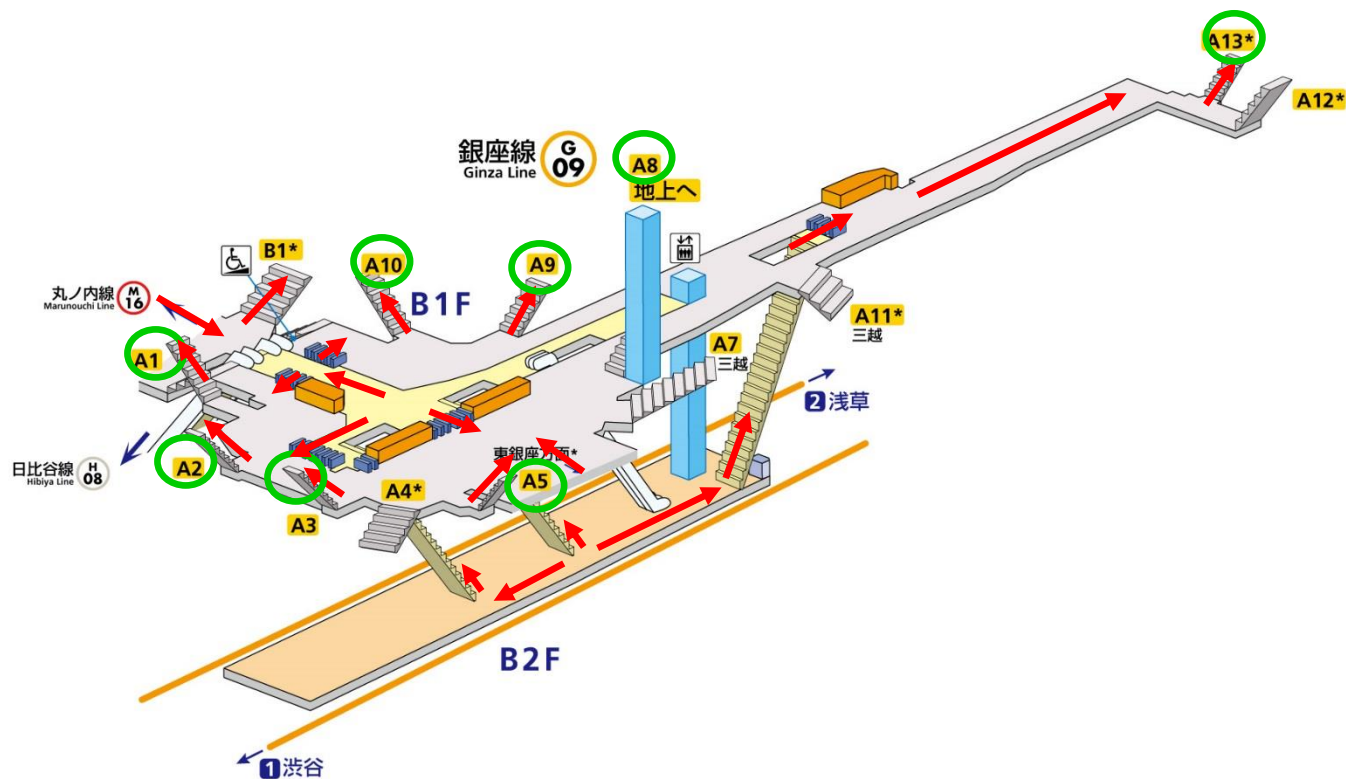 A13*
A12*
銀座線
Ginza Line
G
09
A8
地上へ
B1*
A10
A9
丸ノ内線
Marunouchi Line
M
16
B1F
A11*
三越
A1
A7
三越
2 浅草
日比谷線
Hibiya Line
H
08
A2
東銀座方面*
A3
A4*
A5
B2F
1 渋谷